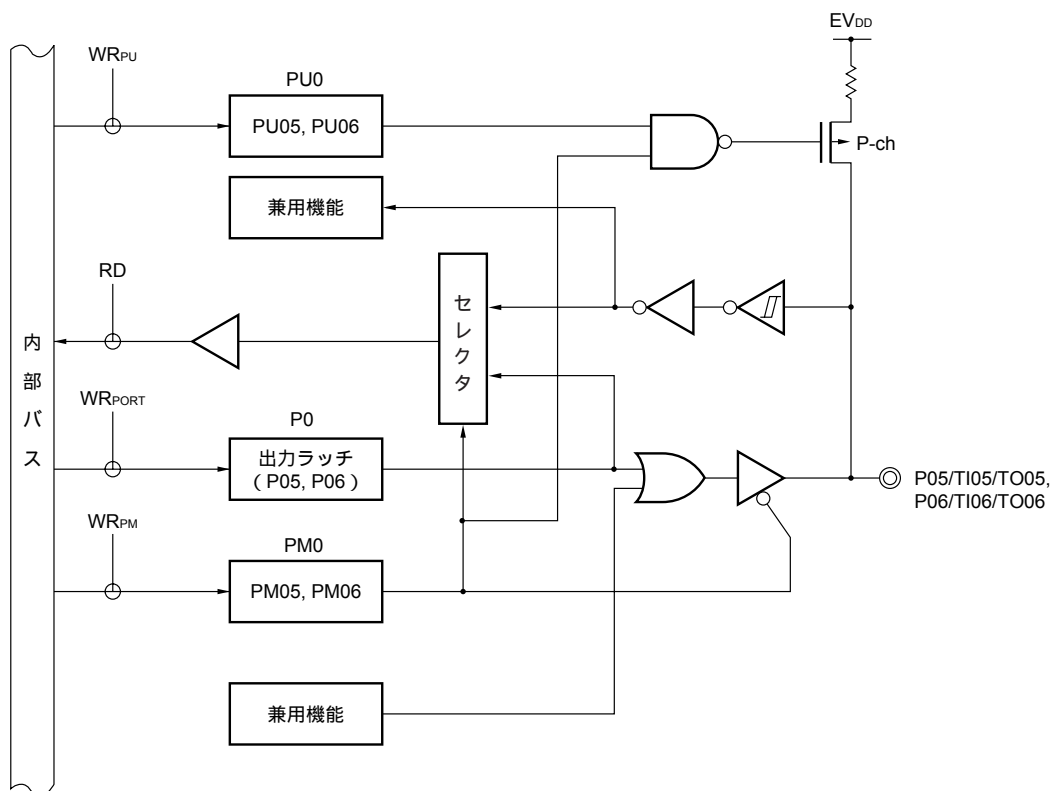 EVDD
WRPU
PU0
PU05, PU06
P-ch
兼用機能
RD
セレクタ
内部バス
WRPORT
P0
出力ラッチ
（P05, P06）
P05/TI05/TO05,
P06/TI06/TO06
WRPM
PM0
PM05, PM06
兼用機能